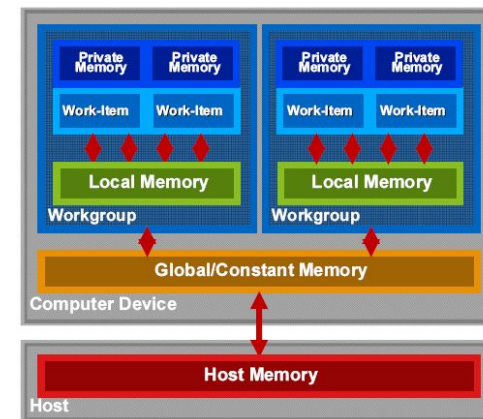 Private Memory
Private Memory
Private Memory
Private Memory
Work-Item
Work-Item
Work-Item
Work-Item
Local Memory
Local Memory
Workgroup
Workgroup
Global/Constant Memory
Computer Device
Host Memory
Host